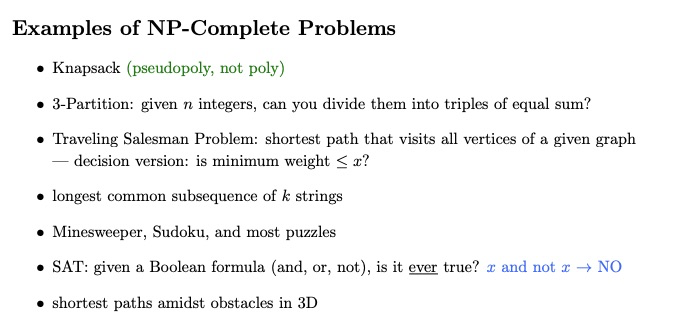 Examples of NP-Complete Problems
• Knapsack (pseudopoly, not poly)
• 3-Partition: given n integers, can you divide them into triples of equal sum?
• Traveling Salesman Problem: shortest path that visits all vertices of a given graph
— decision version: is minimum weight ≤ x?
• longest common subsequence of k strings
• Minesweeper, Sudoku, and most puzzles
• SAT: given a Boolean formula (and, or, not), is it ever true? x and not x → NO
• shortest paths amidst obstacles in 3D